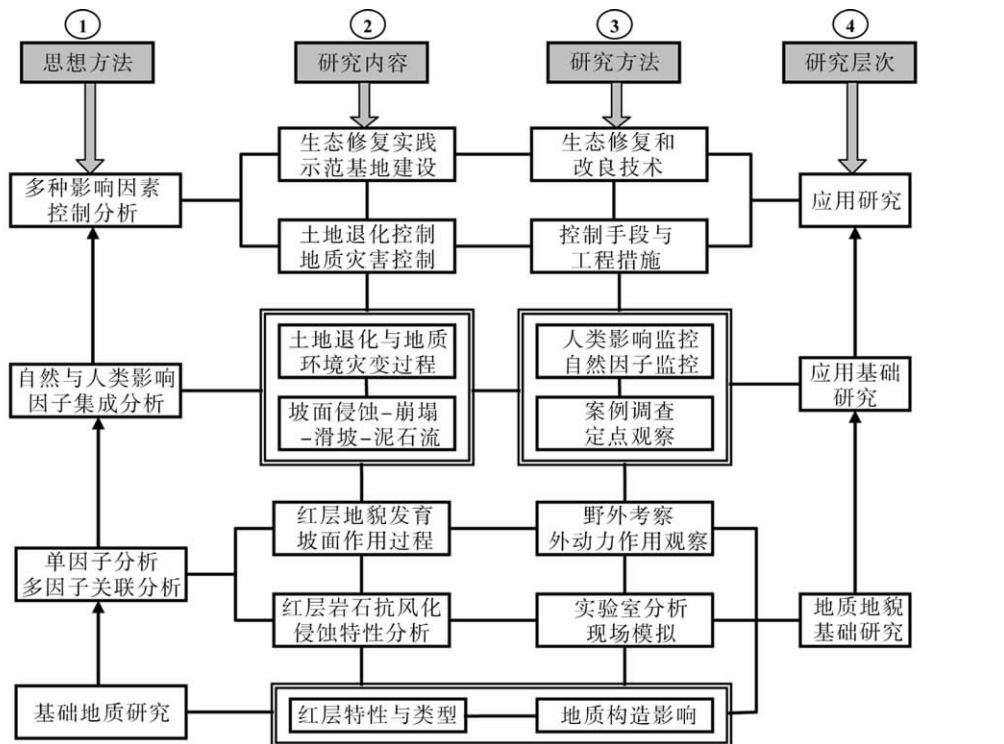 1
2
3
4
思想方法
研究内容
研究方法
研究层次
生态修复实践
示范基地建设
生态修复和
改良技术
多种影响因素
控制分析
应用研究
土地退化控制
地质灾害控制
控制手段与
工程措施
土地退化与地质
环境灾变过程
人类影响监控
自然因子监控
自然与人类影响
因子集成分析
应用基础
研究
坡面侵蚀-崩塌
-滑坡-泥石流
案例调查
定点观察
红层地貌发育
坡面作用过程
野外考察
外动力作用观察
单因子分析
多因子关联分析
红层岩石抗风化
侵蚀特性分析
实验室分析
现场模拟
地质地貌
基础研究
基础地质研究
红层特性与类型
地质构造影响